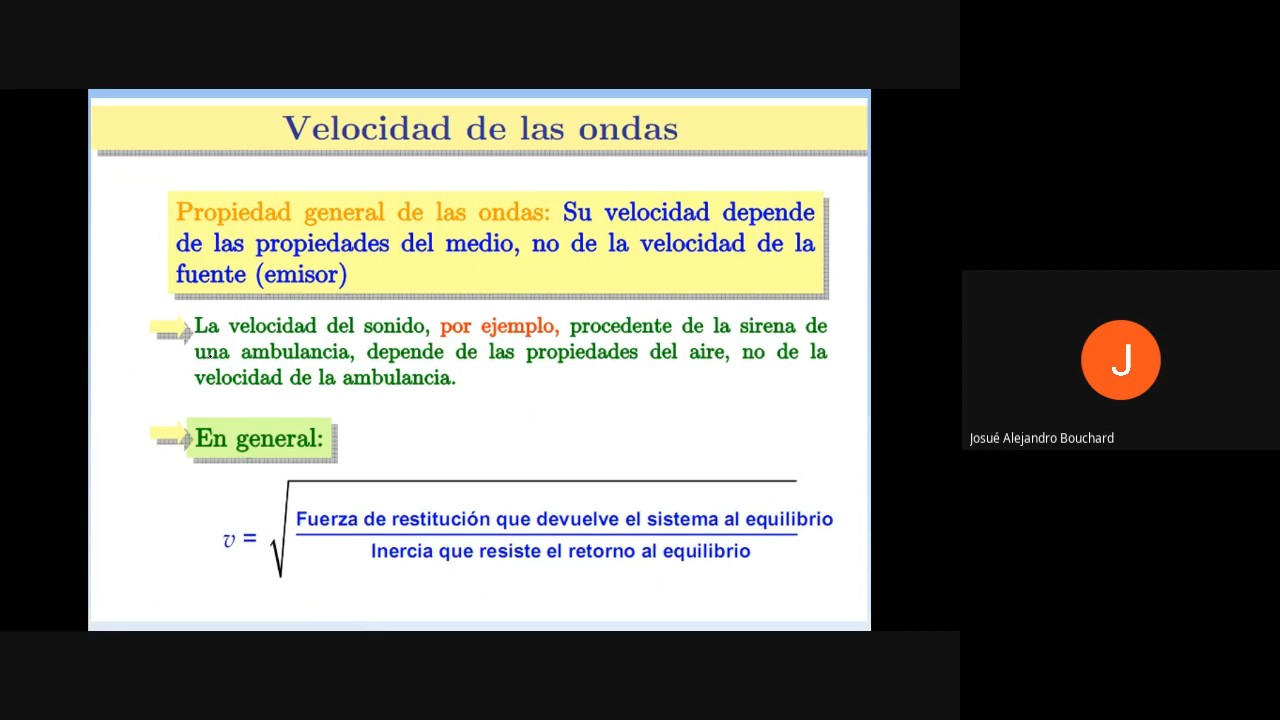 Velocidad de las ondas
Propiedad general de las ondas: Su velocidad depende
de las propiedades del medio, no de la velocidad de la
fuente (emisor)
La velocidad del sonido, por ejemplo, procedente de la sirena de
una ambulancia, depende de las propiedades del aire, no de la
velocidad de la ambulancia.
En general:
v = √
Fuerza de restitución que devuelve el sistema al equilibrio
Inercia que resiste el retorno al equilibrio
J
Josué Alejandro Bouchard